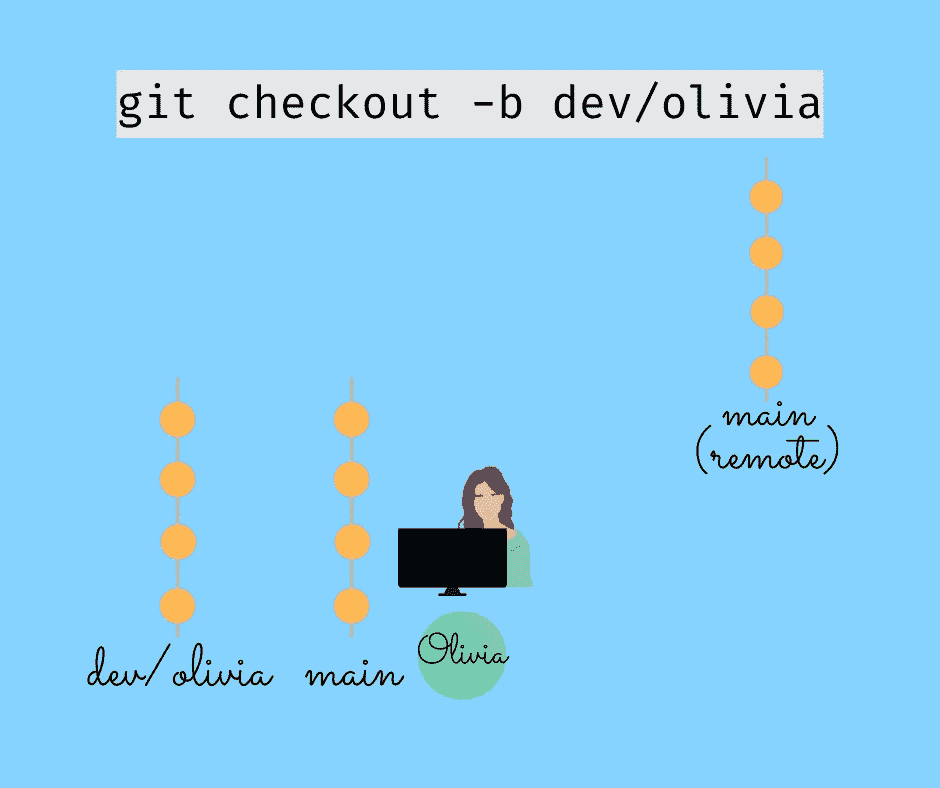 git checkout -b dev/olivia
main
(remote)
dev/olivia
main
Olivia